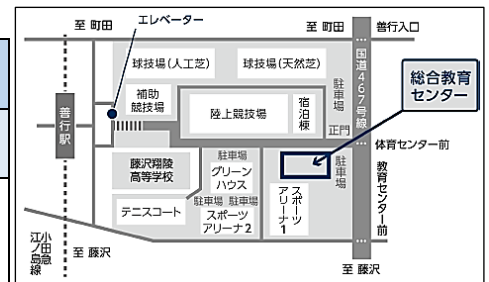 至 町田
エレベーター
至 町田
善行入口
球技場(人工芝)
球技場(天然芝)
国道467号線
総合教育
センター
補助
競技場
陸上競技場
宿泊棟
駐車場
正門
善行駅
体育センター前
藤沢翔陵
高等学校
駐車場
グリーン
ハウス
駐車場
教育センター前
テニスコート
駐車場
駐車場
スポーツ
アリーナ2
スポーツ
アリーナ1
小田急
江ノ島線
至 藤沢
至 藤沢